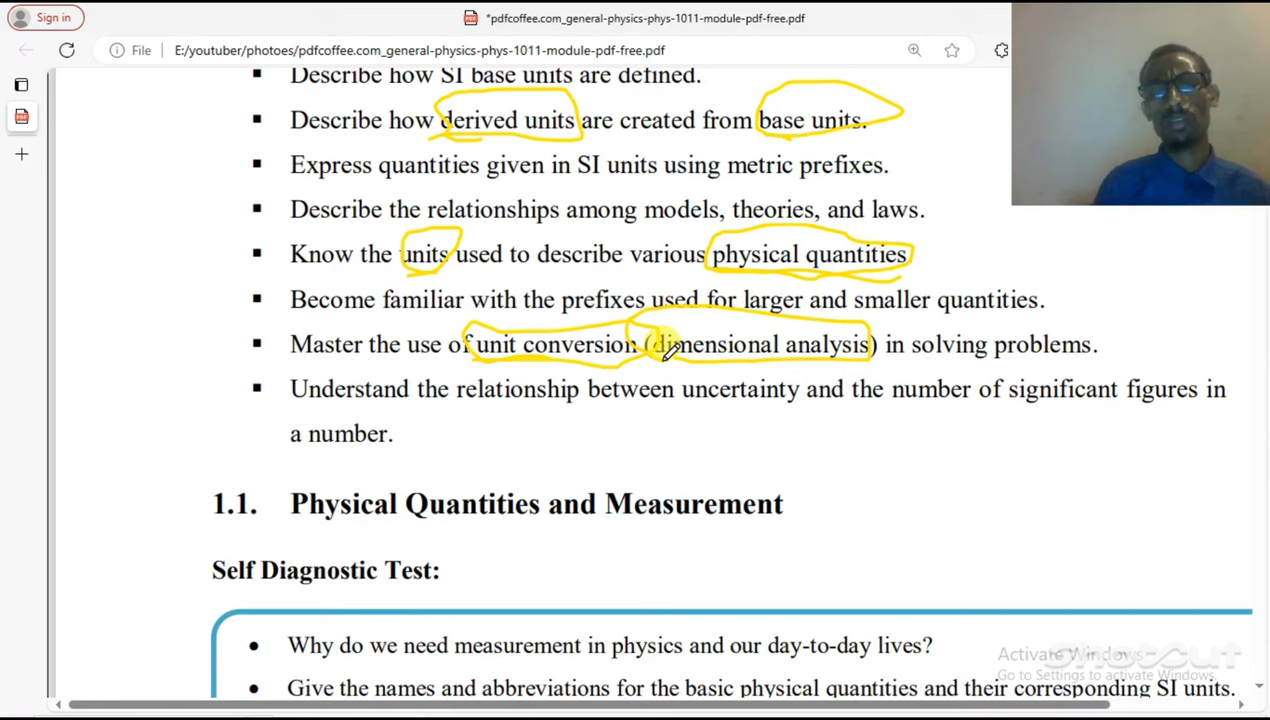 Sign in
*pdfcoffee.com_general-physics-phys-1011-module-pdf-free.pdf
File E:/youtuber/photoes/pdfcoffee.com_general-physics-phys-1011-module-pdf-free.pdf
▪ Describe how SI base units are defined.
▪ Describe how derived units are created from base units.
▪ Express quantities given in SI units using metric prefixes.
▪ Describe the relationships among models, theories, and laws.
▪ Know the units used to describe various physical quantities
▪ Become familiar with the prefixes used for larger and smaller quantities.
▪ Master the use of unit conversion (dimensional analysis) in solving problems.
▪ Understand the relationship between uncertainty and the number of significant figures in
a number.
1.1. Physical Quantities and Measurement
Self Diagnostic Test:
• Why do we need measurement in physics and our day-to-day lives?
• Give the names and abbreviations for the basic physical quantities and their corresponding SI units.
Activate Windows
Go to Settings to activate Windows.
shotcut